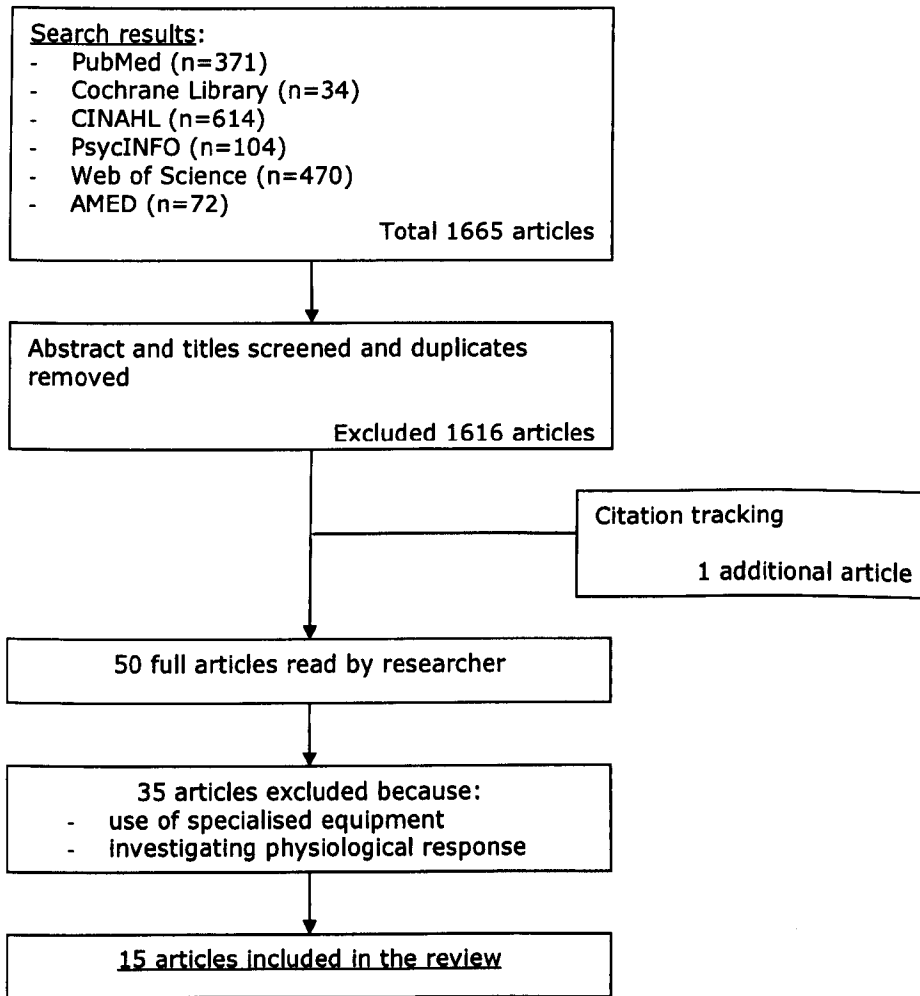 Search results:
- PubMed (n=371)
- Cochrane Library (n=34)
- CINAHL (n=614)
- PsycINFO (n=104)
- Web of Science (n=470)
- AMED (n=72)
Total 1665 articles
Abstract and titles screened and duplicates
removed
Excluded 1616 articles
Citation tracking
1 additional article
50 full articles read by researcher
35 articles excluded because:
- use of specialised equipment
- investigating physiological response
15 articles included in the review